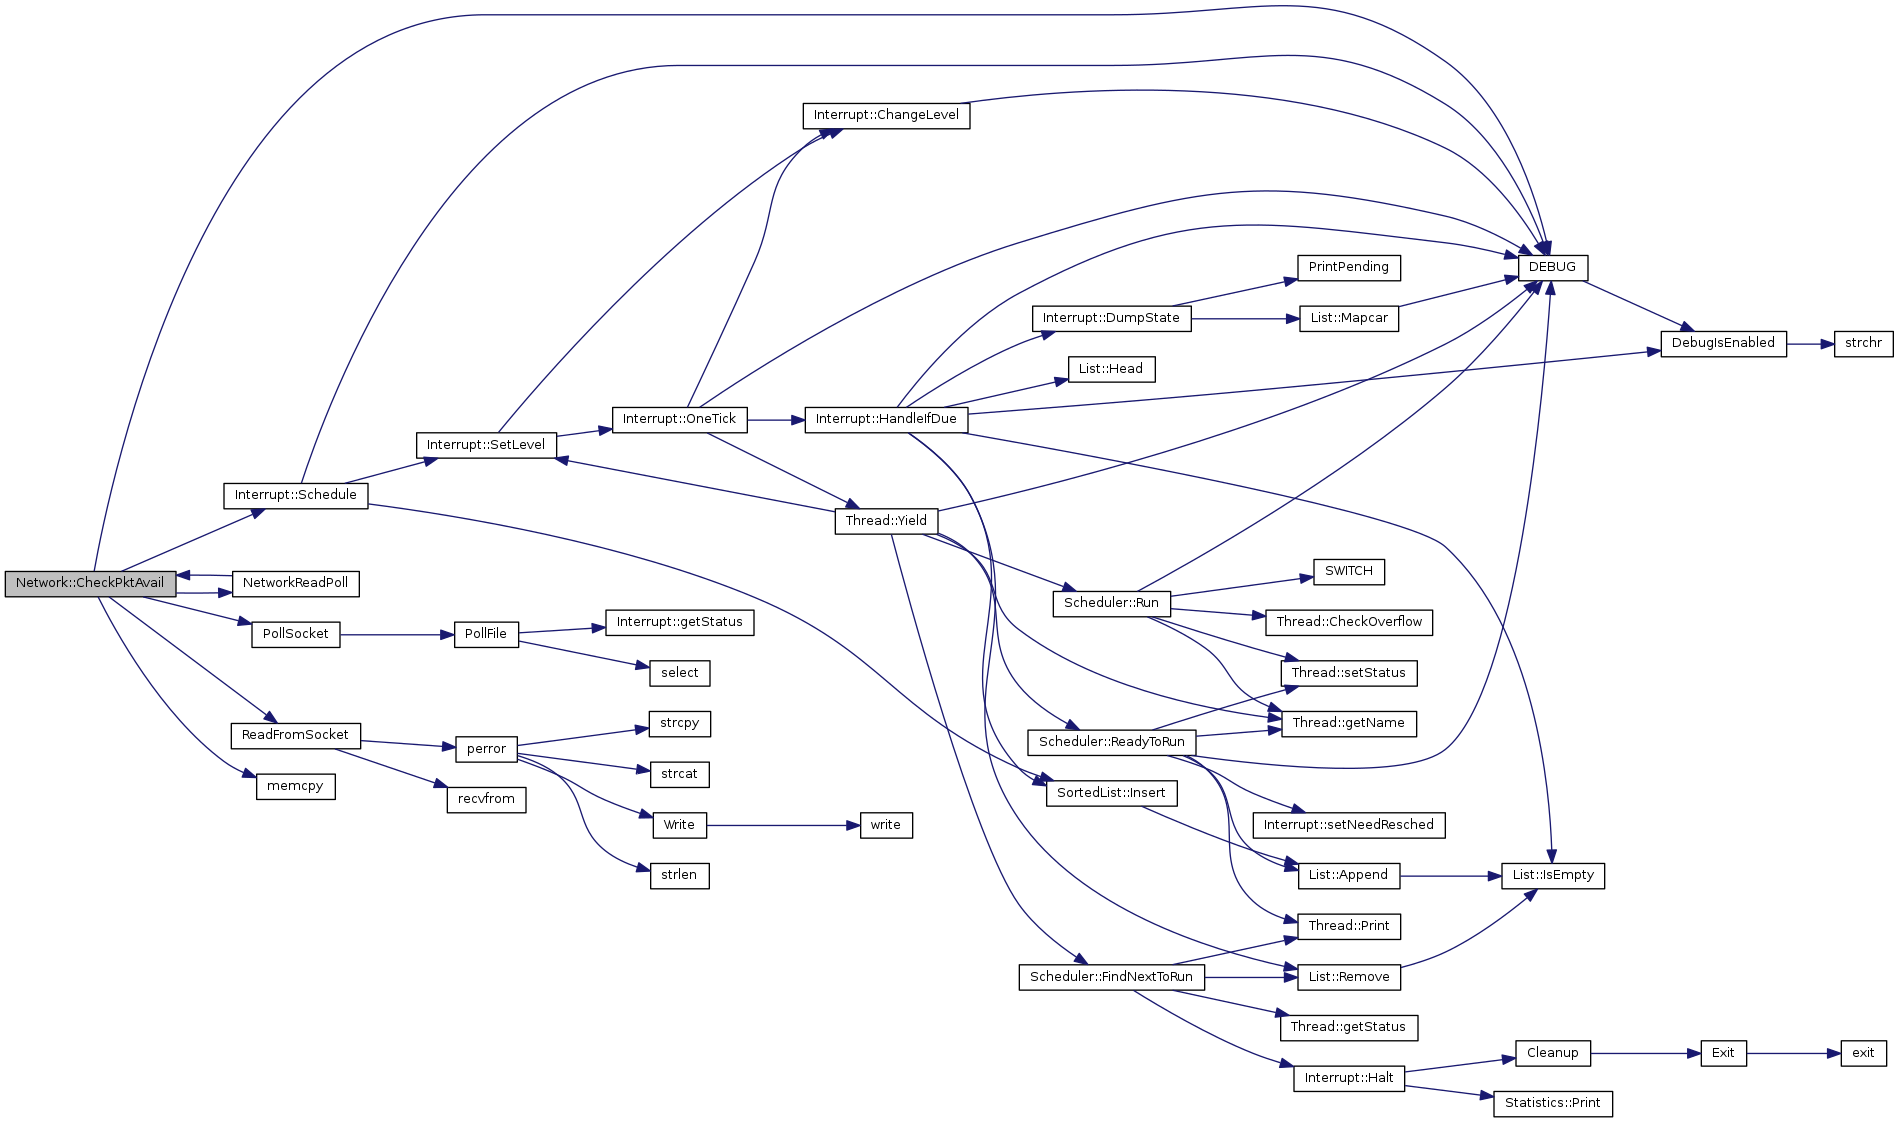 Interrupt::ChangeLevel
PrintPending
DEBUG
Interrupt::DumpState
List::Mapcar
DebugIsEnabled
strchr
List::Head
Interrupt::OneTick
Interrupt::HandleIfDue
Interrupt::SetLevel
Interrupt::Schedule
Thread::Yield
Network::CheckPktAvail
NetworkReadPoll
SWITCH
Scheduler::Run
Thread::CheckOverflow
Interrupt::getStatus
PollSocket
PollFile
select
Thread::setStatus
strcpy
Thread::getName
ReadFromSocket
perror
Scheduler::ReadyToRun
strcat
memcpy
recvfrom
SortedList::Insert
Write
write
Interrupt::setNeedResched
strlen
List::Append
List::IsEmpty
Thread::Print
Scheduler::FindNextToRun
List::Remove
Thread::getStatus
Cleanup
Exit
exit
Interrupt::Halt
Statistics::Print